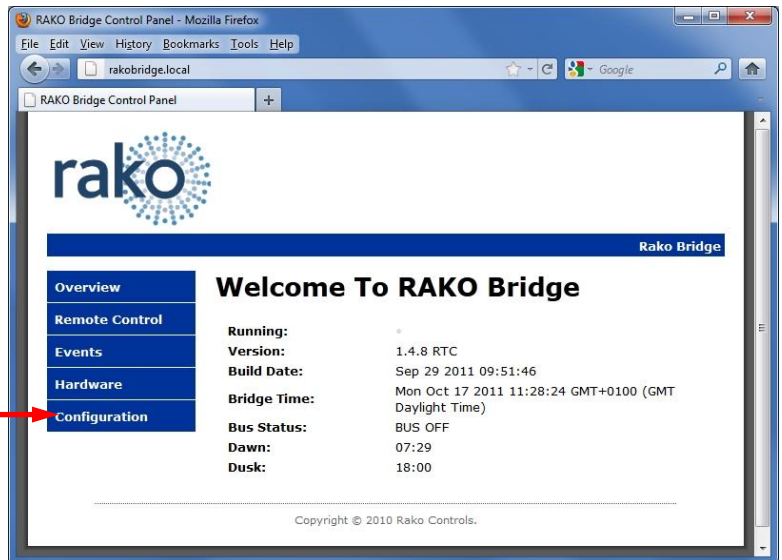 RAKO Bridge Control Panel - Mozilla Firefox
File Edit View History Bookmarks Tools Help
rakobridge.local
Google
RAKO Bridge Control Panel
rako
Rako Bridge
Overview
Remote Control
Events
Hardware
Configuration
Welcome To RAKO Bridge
Running:
Version: 1.4.8 RTC
Build Date: Sep 29 2011 09:51:46
Bridge Time: Mon Oct 17 2011 11:28:24 GMT+0100 (GMT
Daylight Time)
Bus Status: BUS OFF
Dawn: 07:29
Dusk: 18:00
Copyright © 2010 Rako Controls.